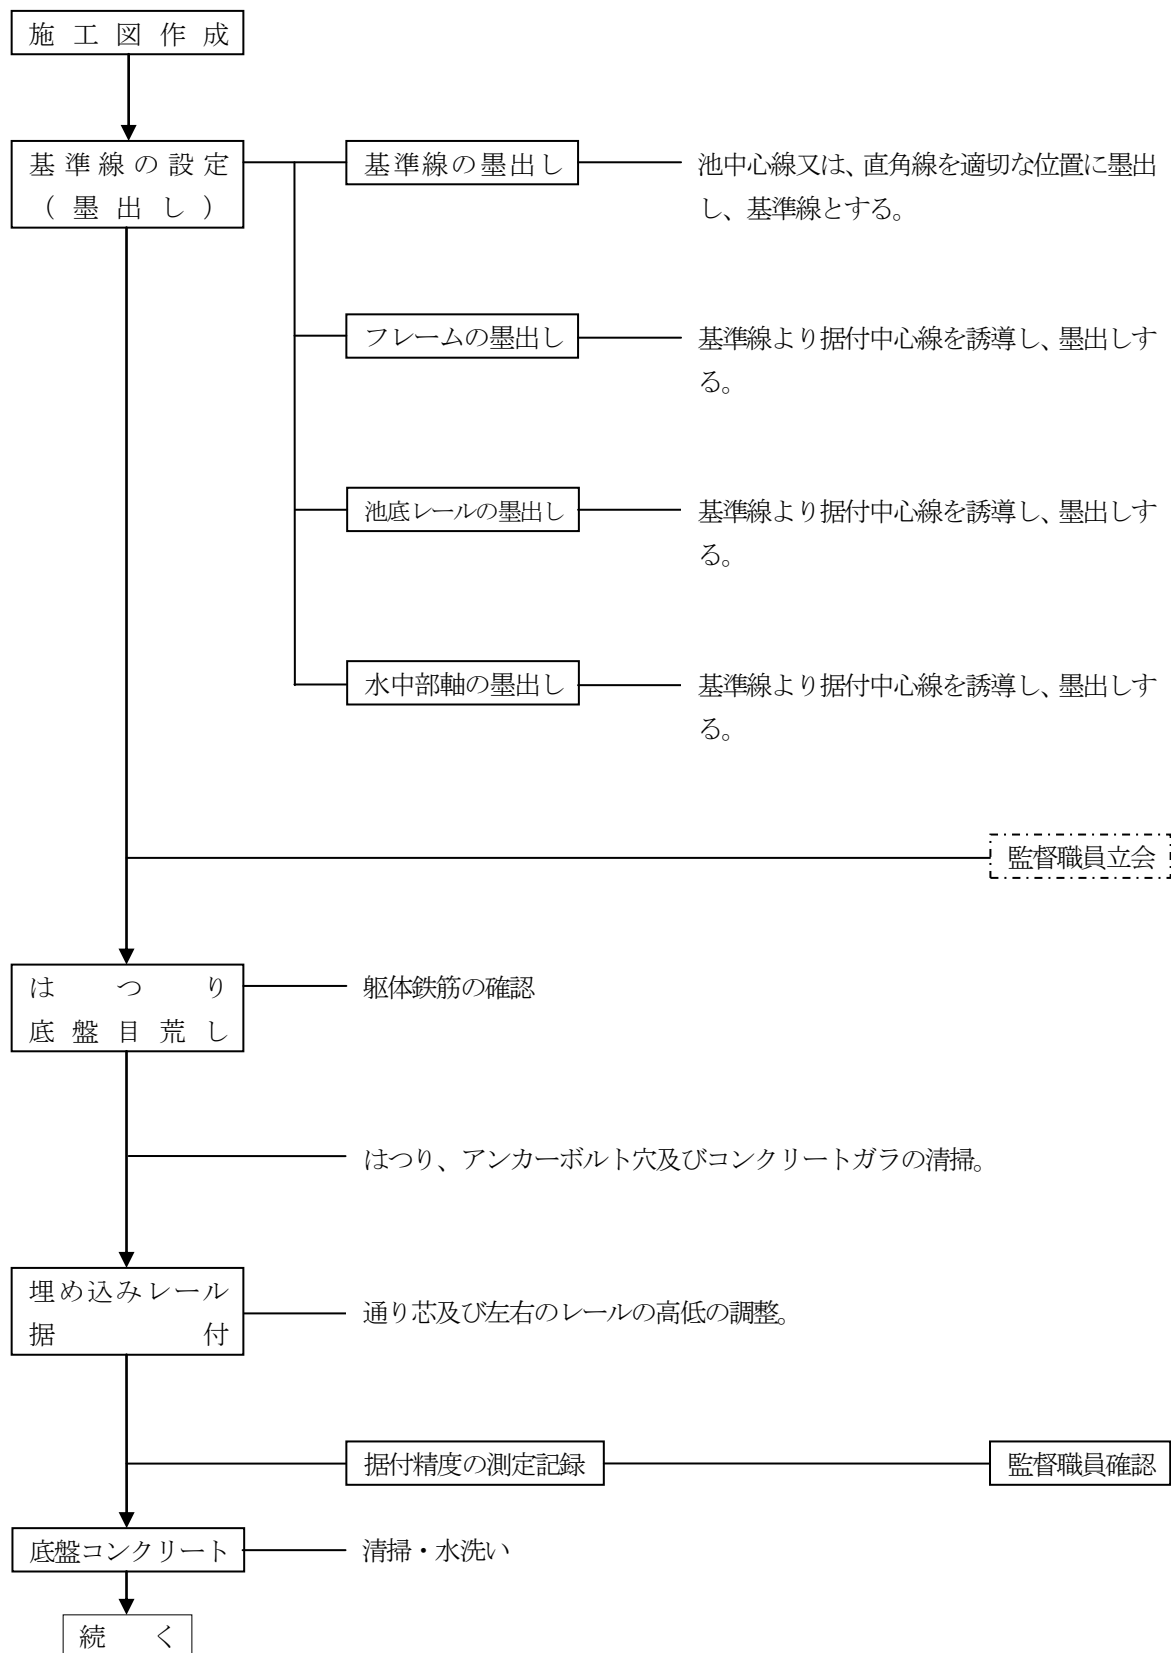 施工図作成
基準線の設定
（墨出し）
基準線の墨出し
池中心線又は、直角線を適切な位置に墨出
し、基準線とする。
フレームの墨出し
基準線より据付中心線を誘導し、墨出しす
る。
池底レールの墨出し
基準線より据付中心線を誘導し、墨出しす
る。
水中部軸の墨出し
基準線より据付中心線を誘導し、墨出しす
る。
監督職員立会
はつり
底盤目荒し
躯体鉄筋の確認
はつり、アンカーボルト穴及びコンクリートガラの清掃。
埋め込みレール
据付
通り芯及び左右のレールの高低の調整。
据付精度の測定記録
監督職員確認
底盤コンクリート
清掃・水洗い
続く